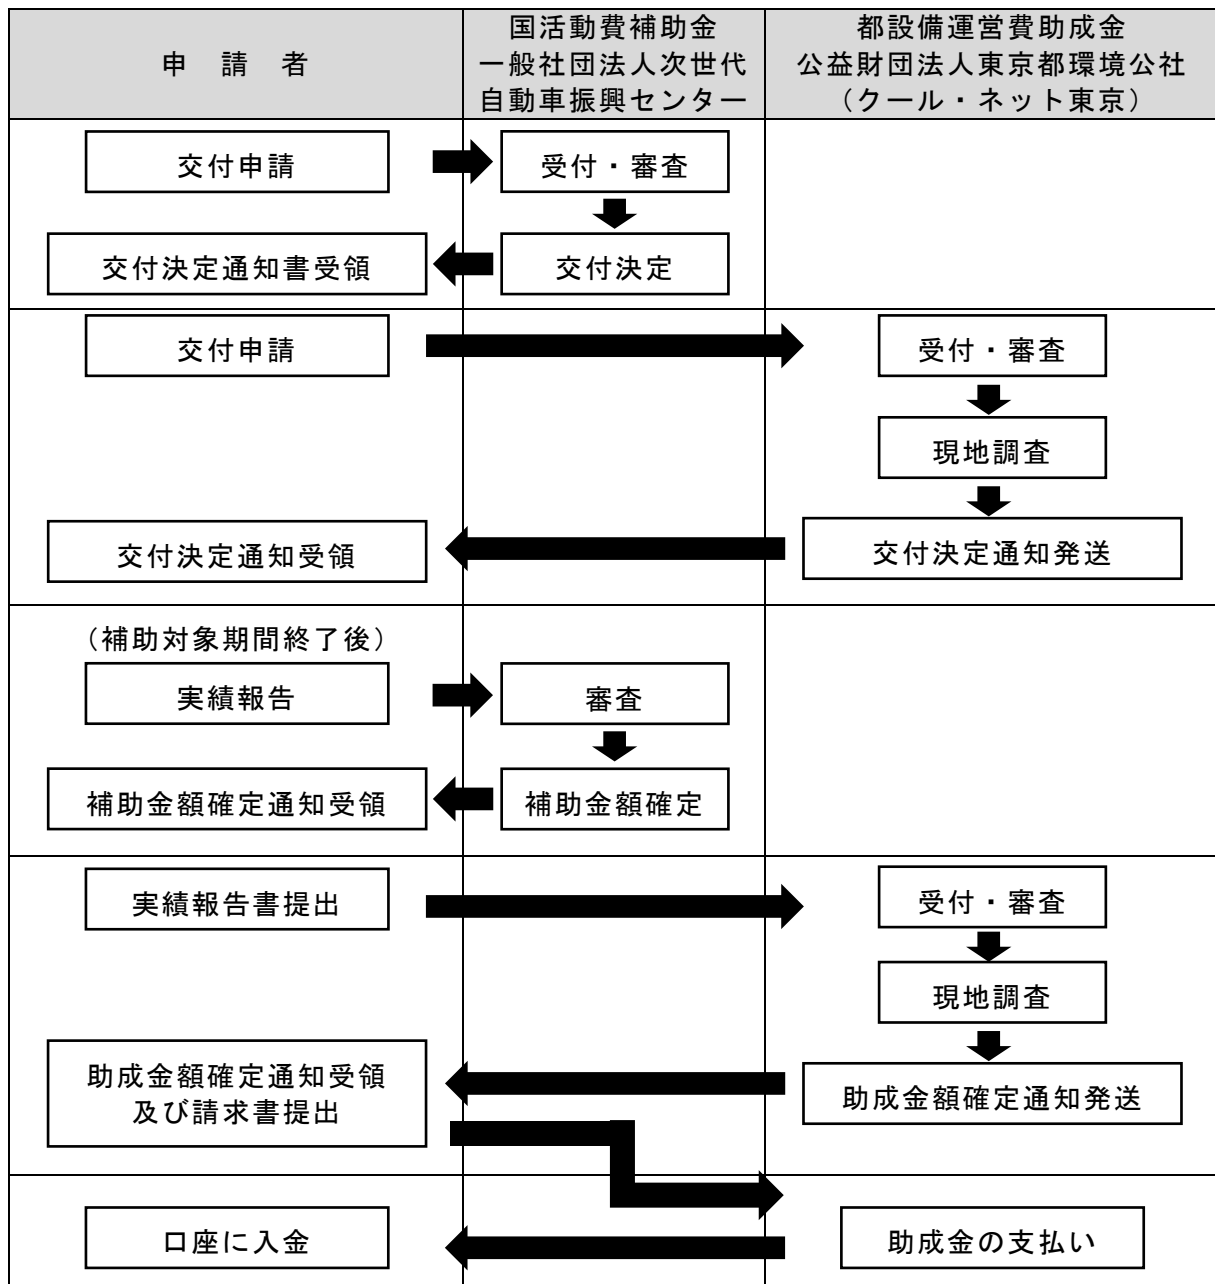 申　請　者
国活動費補助金
一般社団法人次世代
自動車振興センター
都設備運営費助成金
公益財団法人東京都環境公社
（クール・ネット東京）
交付申請
受付・審査
交付決定通知書受領
交付決定
交付申請
受付・審査
現地調査
交付決定通知受領
交付決定通知発送
（補助対象期間終了後）
実績報告
審査
補助金額確定通知受領
補助金額確定
実績報告書提出
受付・審査
現地調査
助成金額確定通知受領
及び請求書提出
助成金額確定通知発送
口座に入金
助成金の支払い